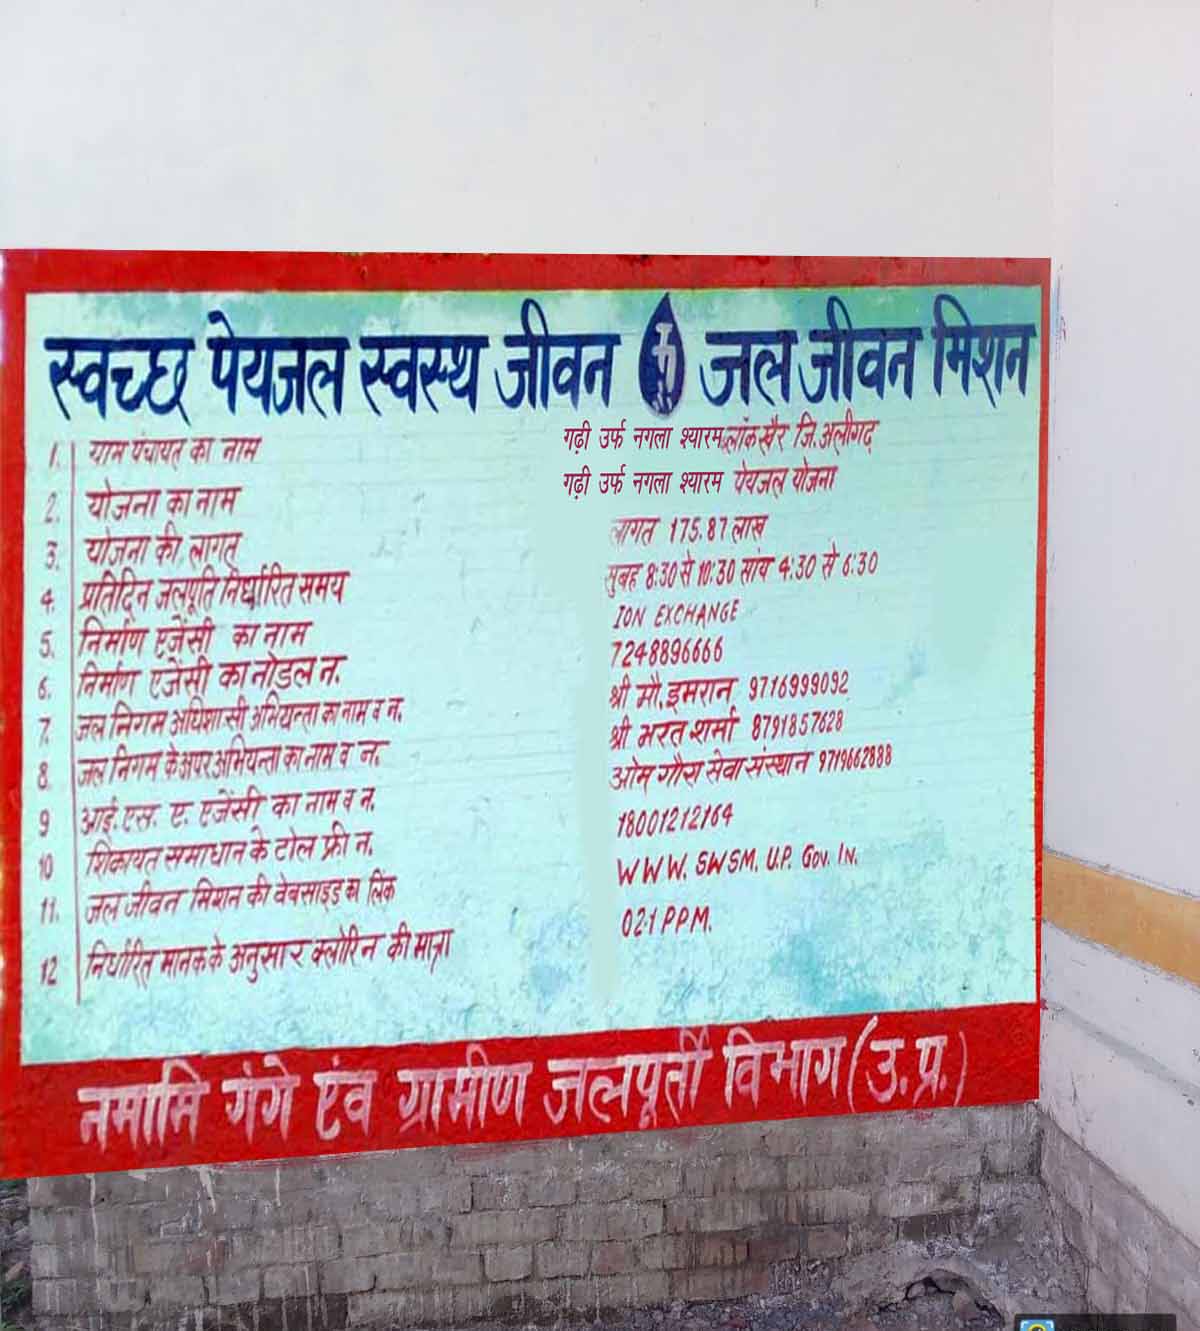 स्वच्छ पेयजल स्वस्थ जीवन जल जीवन मिशन
1. ग्राम पंचायत का नाम गढ़ी उर्फ नगला श्याराम ब्लॉक खैर जि. अलीगढ़
2. योजना का नाम गढ़ी उर्फ नगला श्याराम पेयजल योजना
3. योजना की लागत लागत 175.87 लाख
4. प्रतिदिन जलपूर्ति निर्धारित समय सुबह 8:30 से 10:30 सांय 4:30 से 6:30
5. निर्माण एजेंसी का नाम ION EXCHANGE
6. निर्माण एजेंसी का नोडल न. 7248896666
7. जल निगम अधिशासी अभियन्ता का नाम व न. श्री मौ. इमरान 9716999092
8. जल निगम के अपर अभियन्ता का नाम व न. श्री भरत शर्मा 8791857628
9 आई. एस. ए. एजेंसी का नाम व न. ओम गौरा सेवा संस्थान 9719662888
10 शिकायत समाधान के टोल फ्री न. 18001212164
11. जल जीवन मिशन की वेबसाइड का लिंक WWW. SWSM. U.P. Gov. In.
12 निर्धारित मानक के अनुसार क्लोरिन की मात्रा 02.1 PPM.
नमामि गंगे एंव ग्रामीण जलपूर्ती विभाग (उ. प्र.)